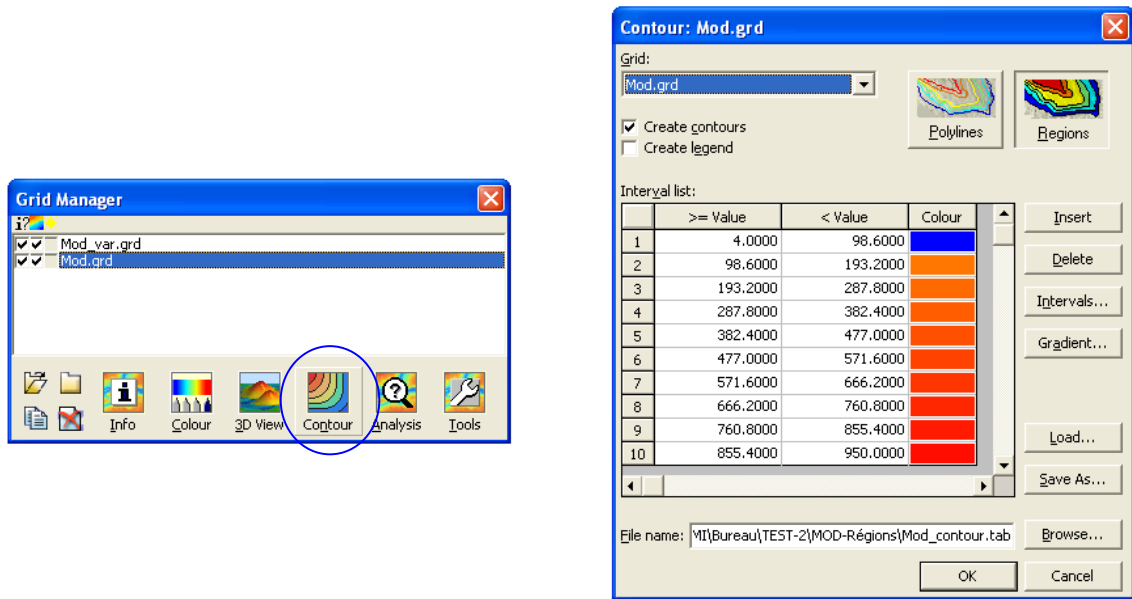 Grid Manager
i?
Mod_var.grd
Mod.grd
Info Colour 3D View Contour Analysis Tools
Contour: Mod.grd
Grid:
Mod.grd
Create contours
Create legend
Polylines
Regions
Interval list:
>= Value < Value Colour
1 4.0000 98.6000
2 98.6000 193.2000
3 193.2000 287.8000
4 287.8000 382.4000
5 382.4000 477.0000
6 477.0000 571.6000
7 571.6000 666.2000
8 666.2000 760.8000
9 760.8000 855.4000
10 855.4000 950.0000
Insert
Delete
Intervals...
Gradient...
Load...
Save As...
File name: MI\Bureau\TEST-2\MOD-Régions\Mod_contour.tab Browse...
OK Cancel